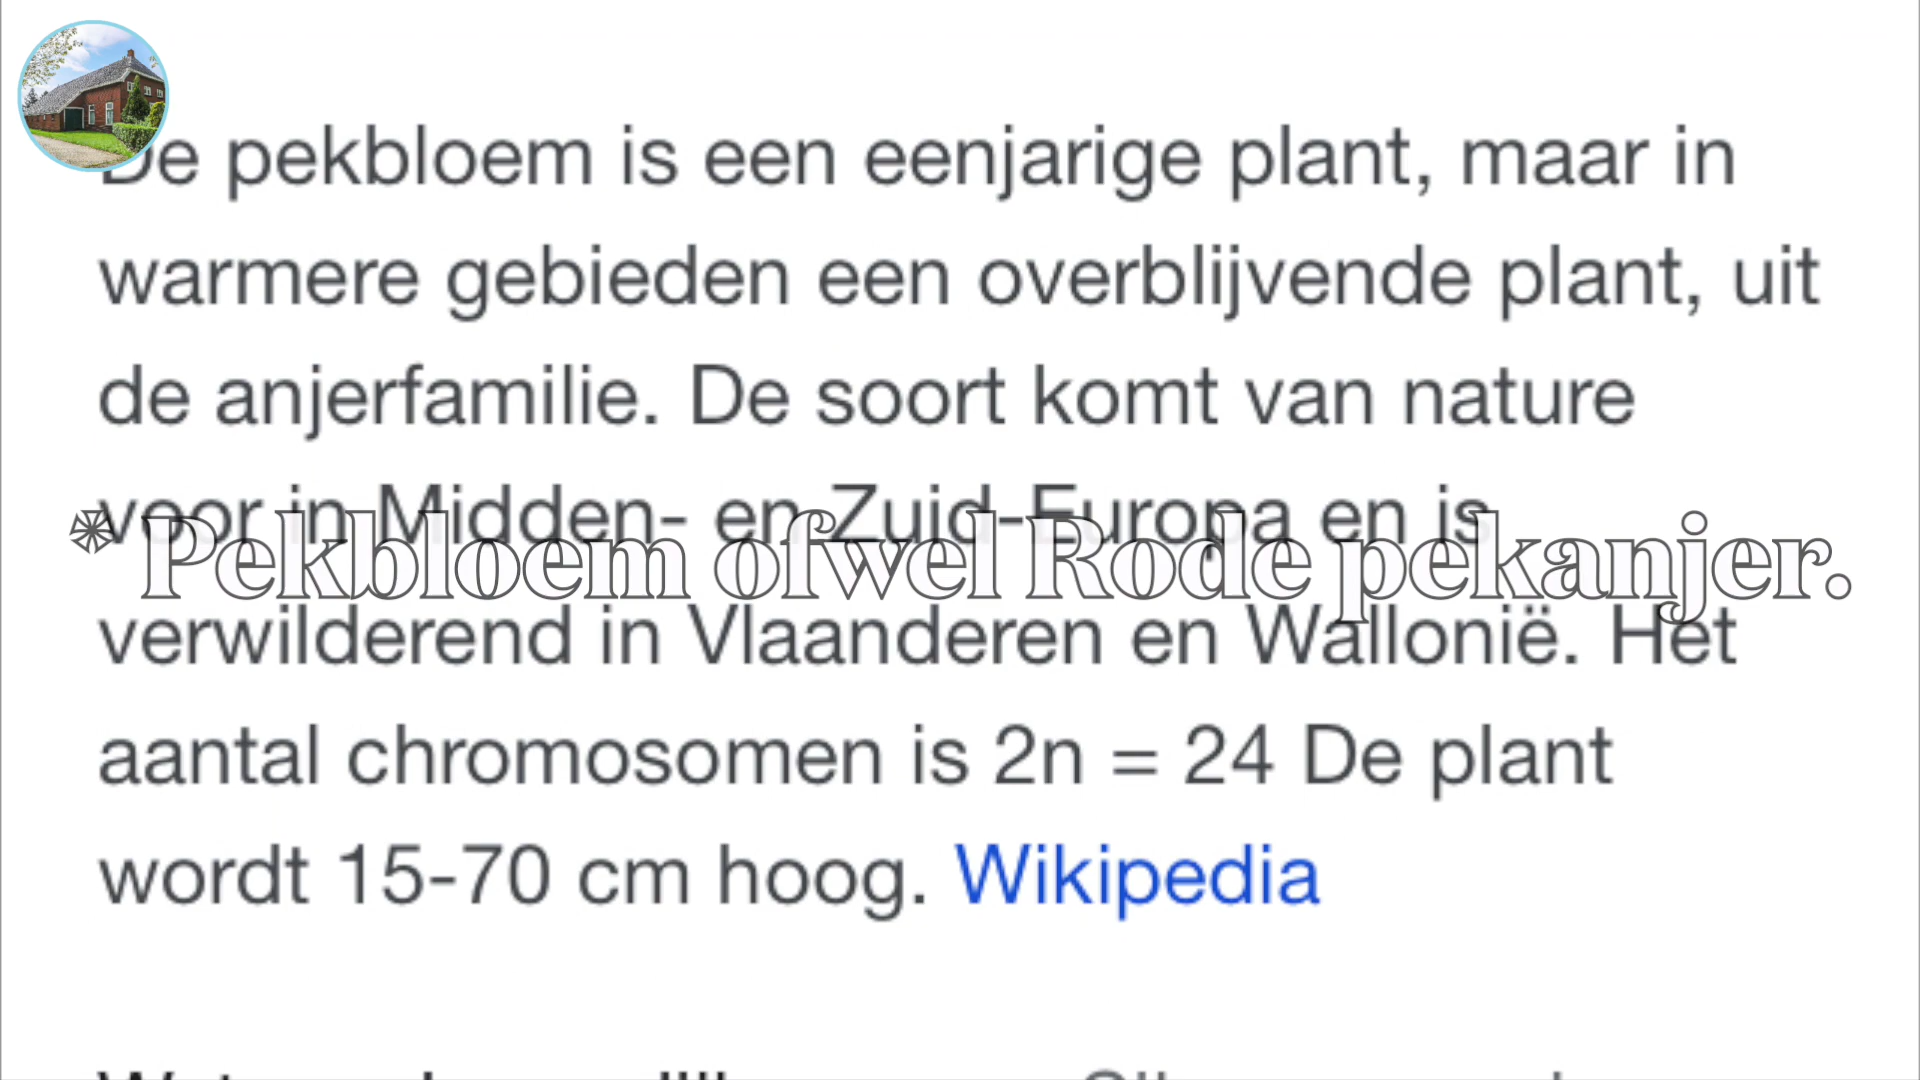 De pekbloem is een eenjarige plant, maar in
warmere gebieden een overblijvende plant, uit
de anjerfamilie. De soort komt van nature
voor in Midden- en Zuid-Europa en is
* Pekbloem ofwel Rode pekanjer.
verwilderend in Vlaanderen en Wallonië. Het
aantal chromosomen is 2n = 24 De plant
wordt 15-70 cm hoog. Wikipedia